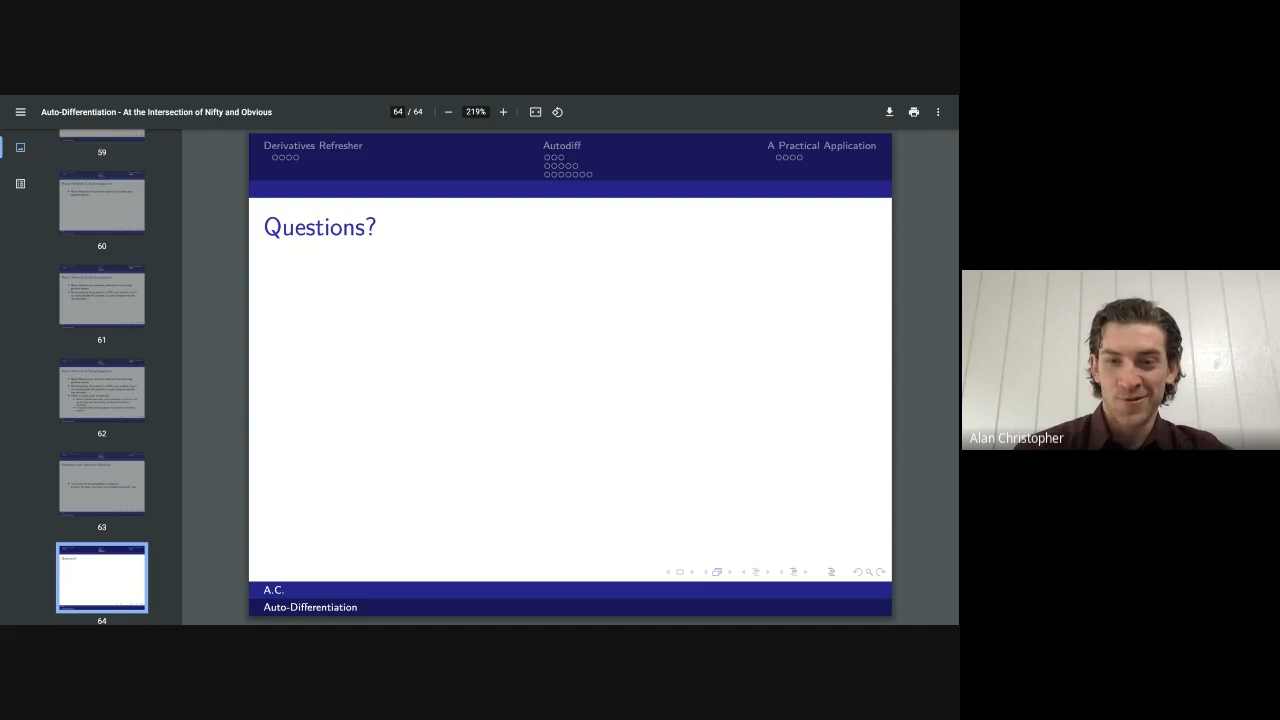 Auto-Differentiation - At the Intersection of Nifty and Obvious
64 / 64
219%
59
60
61
62
63
64
Derivatives Refresher
Autodiff
A Practical Application
Questions?
A.C.
Auto-Differentiation
Alan Christopher